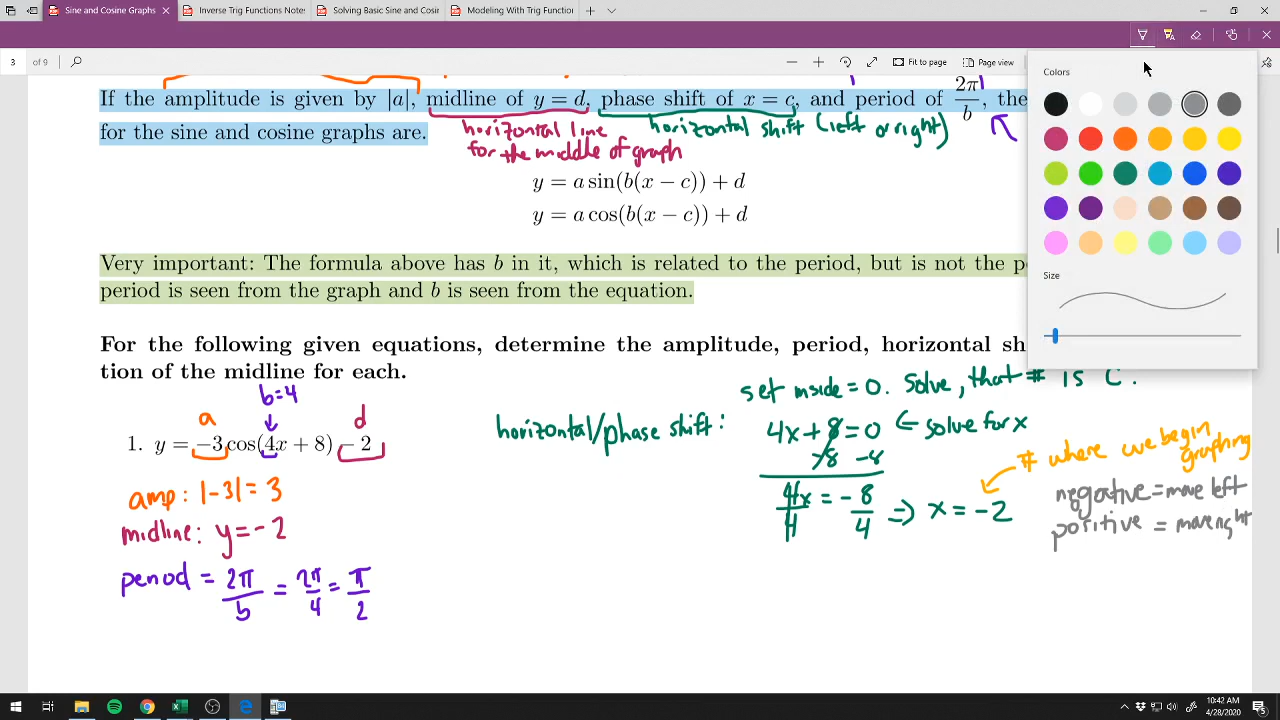 Sine and Cosine Graphs
Inverse Trig Functions Notes
Solving Basic Sine and Cosin
Modeling With Trig Function
3 of 9
Fit to page
Page view
Colors
Size
If the amplitude is given by |a|, midline of y = d, phase shift of x = c, and period of 2π/b, the
for the sine and cosine graphs are.
horizontal line
for the middle of graph
horizontal shift (left or right)
y = a sin(b(x − c)) + d
y = a cos(b(x − c)) + d
Very important: The formula above has b in it, which is related to the period, but is not the pe
period is seen from the graph and b is seen from the equation.
For the following given equations, determine the amplitude, period, horizontal sh
tion of the midline for each.
b=4
a
d
1. y = −3 cos(4x + 8) − 2
amp: |-3| = 3
midline: y = -2
period = 2π/b = 2π/4 = π/2
horizontal/phase shift:
set inside = 0. Solve, that # is C.
4x+8=0 ← solve for x
-8 -8
4x/4 = -8/4 => x = -2
# where we begin
graphing
negative = move left
positive = move right
10:42 AM
4/28/2020